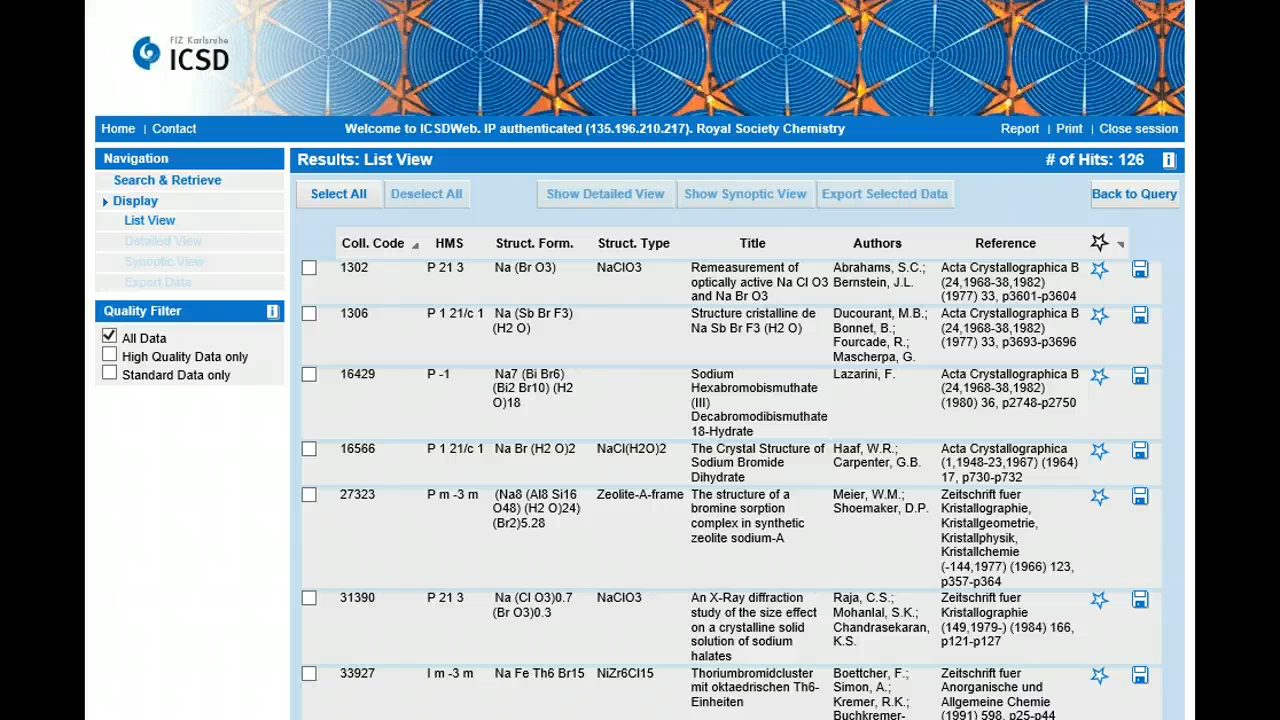 FIZ Karlsruhe
ICSD
Home | Contact
Welcome to ICSDWeb. IP authenticated (135.196.210.217). Royal Society Chemistry
Report | Print | Close session
Navigation
Search & Retrieve
Display
List View
Detailed View
Synoptic View
Export Data
Quality Filter
All Data
High Quality Data only
Standard Data only
Results: List View
# of Hits: 126
Select All
Deselect All
Show Detailed View
Show Synoptic View
Export Selected Data
Back to Query
Coll. Code HMS Struct. Form. Struct. Type Title Authors Reference
1302
P 21 3
Na (Br O3)
NaClO3
Remeasurement of
optically active Na Cl O3
and Na Br O3
Abrahams, S.C.;
Bernstein, J.L.
Acta Crystallographica B
(24,1968-38,1982)
(1977) 33, p3601-p3604
1306
P 1 21/c 1
Na (Sb Br F3)
(H2 O)
Structure cristalline de
Na Sb Br F3 (H2 O)
Ducourant, M.B.;
Bonnet, B.;
Fourcade, R.;
Mascherpa, G.
Acta Crystallographica B
(24,1968-38,1982)
(1977) 33, p3693-p3696
16429
P -1
Na7 (Bi Br6)
(Bi2 Br10) (H2
O)18
Sodium
Hexabromobismuthate
(III)
Decabromodibismuthate
18-Hydrate
Lazarini, F.
Acta Crystallographica B
(24,1968-38,1982)
(1980) 36, p2748-p2750
16566
P 1 21/c 1
Na Br (H2 O)2
NaCl(H2O)2
The Crystal Structure of
Sodium Bromide
Dihydrate
Haaf, W.R.;
Carpenter, G.B.
Acta Crystallographica
(1,1948-23,1967) (1964)
17, p730-p732
27323
P m -3 m
(Na8 (Al8 Si16
O48) (H2 O)24)
(Br2)5.28
Zeolite-A-frame
The structure of a
bromine sorption
complex in synthetic
zeolite sodium-A
Meier, W.M.;
Shoemaker, D.P.
Zeitschrift fuer
Kristallographie,
Kristallgeometrie,
Kristallphysik,
Kristallchemie
(-144,1977) (1966) 123,
p357-p364
31390
P 21 3
Na (Cl O3)0.7
(Br O3)0.3
NaClO3
An X-Ray diffraction
study of the size effect
on a crystalline solid
solution of sodium
halates
Raja, C.S.;
Mohanlal, S.K.;
Chandrasekaran,
K.S.
Zeitschrift fuer
Kristallographie
(149,1979-) (1984) 166,
p121-p127
33927
I m -3 m
Na Fe Th6 Br15
NiZr6Cl15
Thoriumbromidcluster
mit oktaedrischen Th6-
Einheiten
Boettcher, F.;
Simon, A.;
Kremer, R.K.;
Buchkremer-
Zeitschrift fuer
Anorganische und
Allgemeine Chemie
(1991) 598, p25-p44